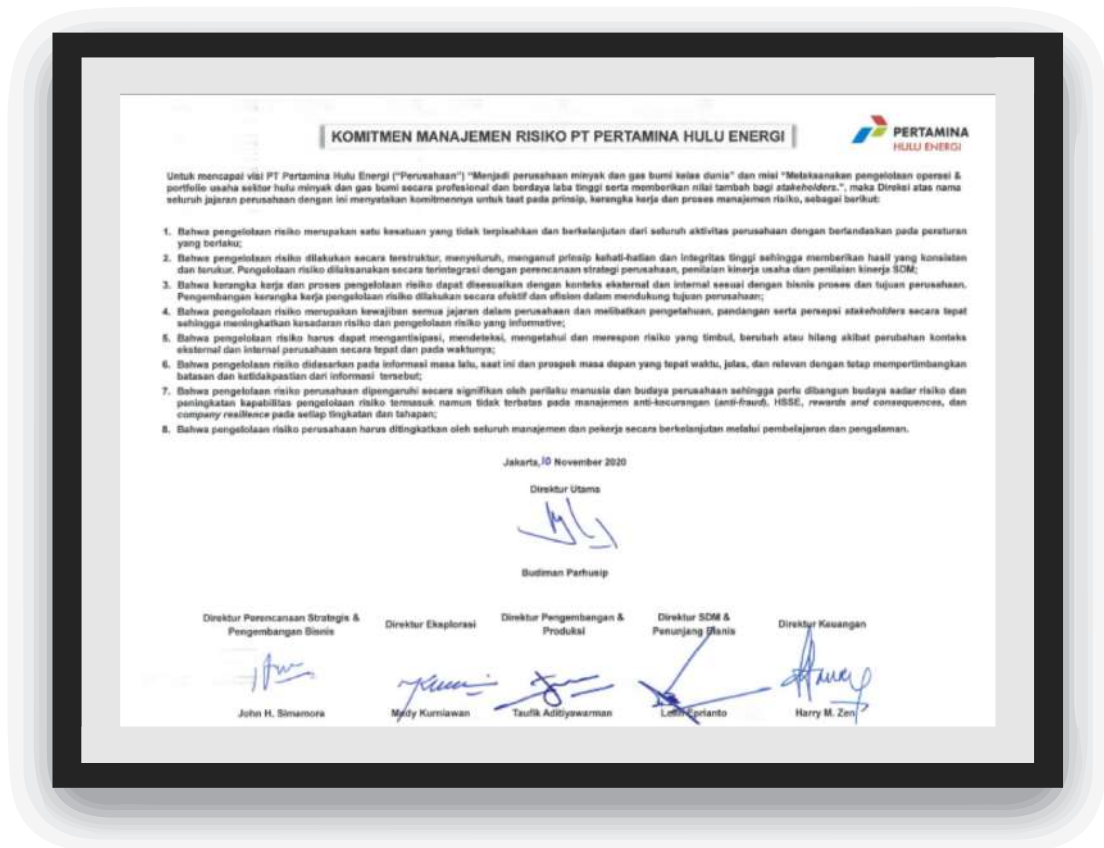 KOMITMEN MANAJEMEN RISIKO PT PERTAMINA HULU ENERGI
PERTAMINA
HULU ENERGI
Untuk mencapai visi PT Pertamina Hulu Energi ("Perusahaan") "Menjadi perusahaan minyak dan gas bumi kelas dunia" dan misi "Melaksanakan pengelolaan operasi &
portfolio usaha sektor hulu minyak dan gas bumi secara profesional dan berdaya laba tinggi serta memberikan nilai tambah bagi stakeholders.", maka Direksi atas nama
seluruh jajaran perusahaan dengan ini menyatakan komitmennya untuk taat pada prinsip, kerangka kerja dan proses manajemen risiko, sebagai berikut:
1. Bahwa pengelolaan risiko merupakan satu kesatuan yang tidak terpisahkan dan berkelanjutan dari seluruh aktivitas perusahaan dengan berlandaskan pada peraturan
yang berlaku;
2. Bahwa pengelolaan risiko dilakukan secara terstruktur, menyeluruh, menganut prinsip kehati-hatian dan integritas tinggi sehingga memberikan hasil yang konsisten
dan terukur. Pengelolaan risiko dilaksanakan secara terintegrasi dengan perencanaan strategi perusahaan, penilaian kinerja usaha dan penilaian kinerja SDM;
3. Bahwa kerangka kerja dan proses pengelolaan risiko dapat disesuaikan dengan konteks eksternal dan internal sesuai dengan bisnis proses dan tujuan perusahaan.
Pengembangan kerangka kerja pengelolaan risiko dilakukan secara efektif dan efisien dalam mendukung tujuan perusahaan;
4. Bahwa pengelolaan risiko merupakan kewajiban semua jajaran dalam perusahaan dan melibatkan pengetahuan, pandangan serta persepsi stakeholders secara tepat
sehingga meningkatkan kesadaran risiko dan pengelolaan risiko yang informative;
5. Bahwa pengelolaan risiko harus dapat mengantisipasi, mendeteksi, mengetahui dan merespon risiko yang timbul, berubah atau hilang akibat perubahan konteks
eksternal dan internal perusahaan secara tepat dan pada waktunya;
6. Bahwa pengelolaan risiko didasarkan pada informasi masa lalu, saat ini dan prospek masa depan yang tepat waktu, jelas, dan relevan dengan tetap mempertimbangkan
batasan dan ketidakpastian dari informasi tersebut;
7. Bahwa pengelolaan risiko perusahaan dipengaruhi secara signifikan oleh perilaku manusia dan budaya perusahaan sehingga perlu dibangun budaya sadar risiko dan
peningkatan kapabilitas pengelolaan risiko termasuk namun tidak terbatas pada manajemen anti-kecurangan (anti-fraud), HSSE, rewards and consequences, dan
company resilience pada setiap tingkatan dan tahapan;
8. Bahwa pengelolaan risiko perusahaan harus ditingkatkan oleh seluruh manajemen dan pekerja secara berkelanjutan melalui pembelajaran dan pengalaman.
Jakarta, 10 November 2020
Direktur Utama
Budiman Parhusip
Direktur Perencanaan Strategis &
Pengembangan Bisnis
Direktur Eksplorasi
Direktur Pengembangan &
Produksi
Direktur SDM &
Penunjang Bisnis
Direktur Keuangan
John H. Simamora
Medy Kurniawan
Taufik Aditiyawarman
Eprianto
Harry M. Zen